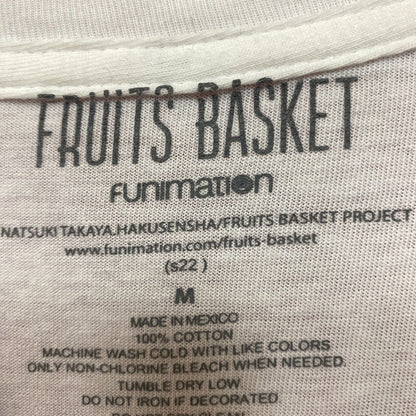 FRUITS BASKET
FUNIMATION
NATSUKI TAKAYA.HAKUSENSHA/FRUITS BASKET PROJECT
www.funimation.com/fruits-basket
(s22 )
M
MADE IN MEXICO
100% COTTON
MACHINE WASH COLD WITH LIKE COLORS
ONLY NON-CHLORINE BLEACH WHEN NEEDED.
TUMBLE DRY LOW.
DO NOT IRON IF DECORATED.